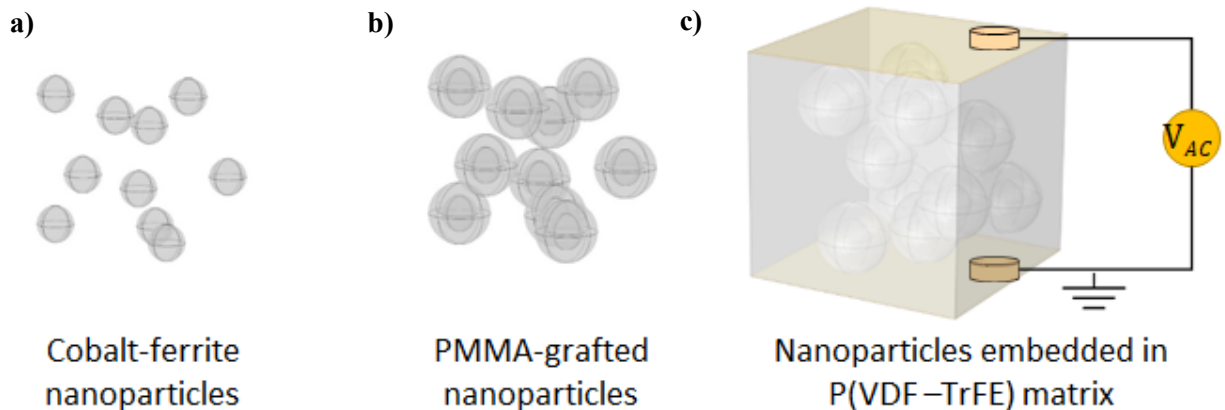 a)
b)
c)
V_AC
Cobalt-ferrite
nanoparticles
PMMA-grafted
nanoparticles
Nanoparticles embedded in
P(VDF –TrFE) matrix